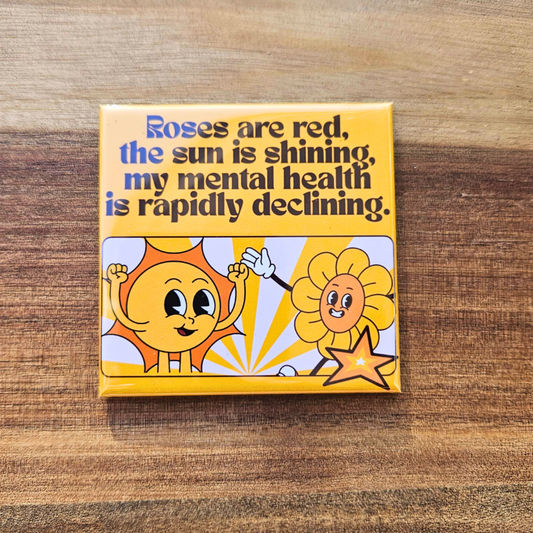 Roses are red,
the sun is shining,
my mental health
is rapidly declining.